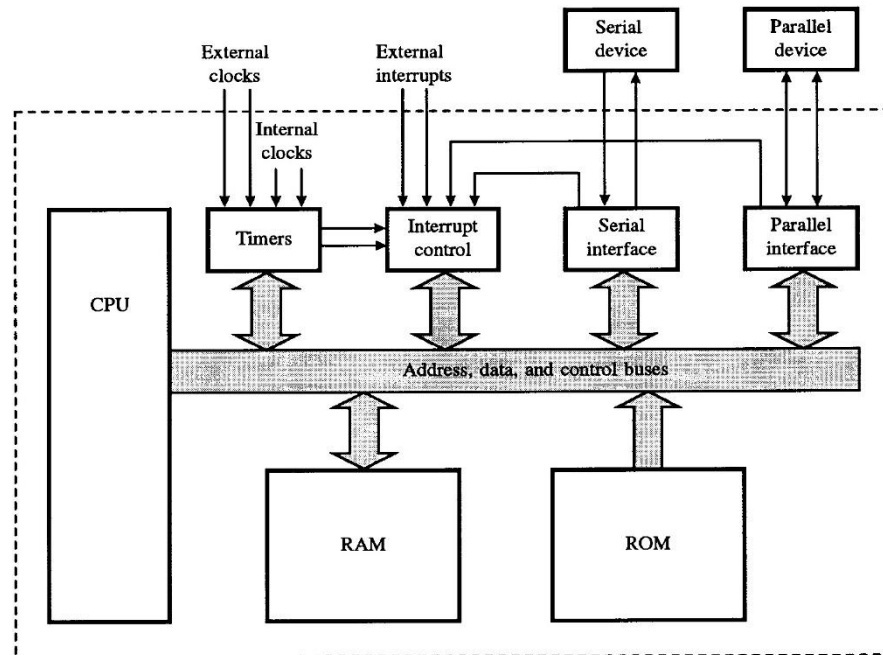 Serial
device
Parallel
device
External
clocks
External
interrupts
Internal
clocks
Timers
Interrupt
control
Serial
interface
Parallel
interface
CPU
Address, data, and control buses
RAM
ROM